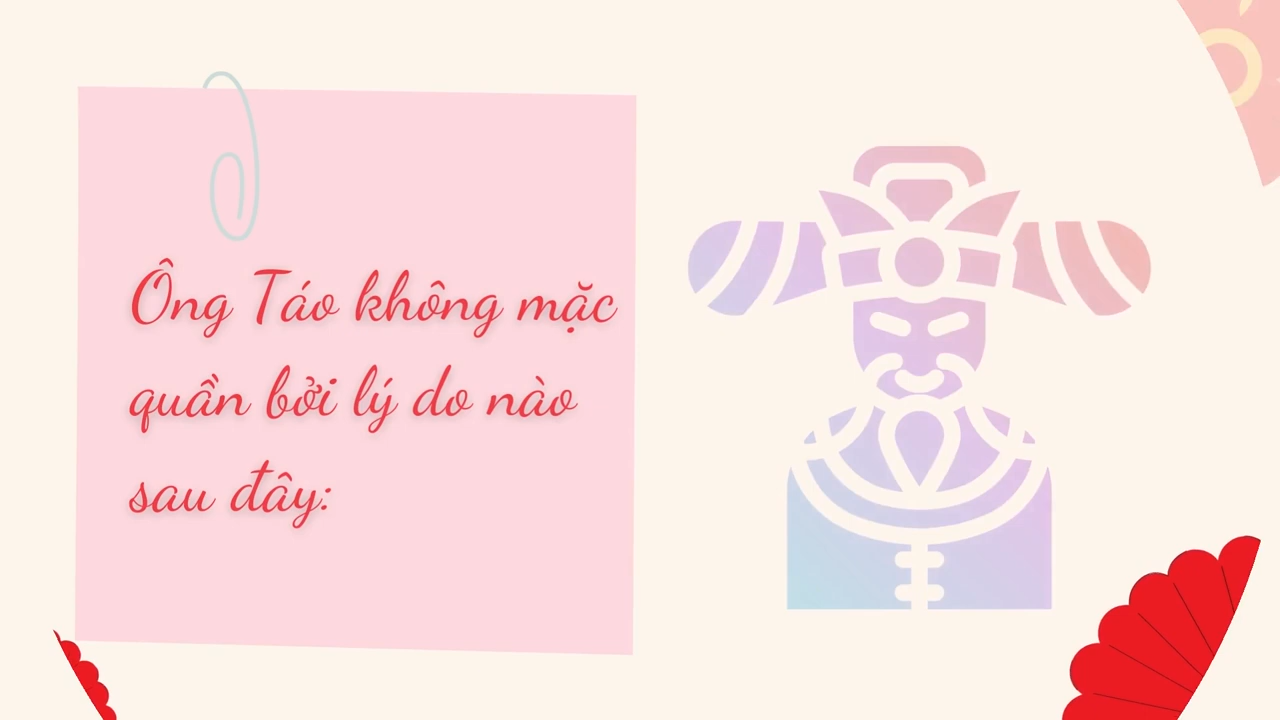 Ông Táo không mặc
quần bởi lý do nào
sau đây: